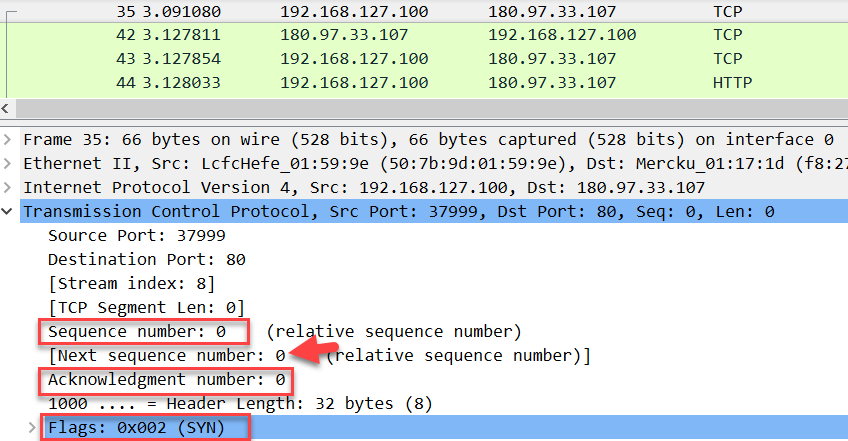 35 3.091080 192.168.127.100 180.97.33.107 TCP
42 3.127811 180.97.33.107 192.168.127.100 TCP
43 3.127854 192.168.127.100 180.97.33.107 TCP
44 3.128033 192.168.127.100 180.97.33.107 HTTP
Frame 35: 66 bytes on wire (528 bits), 66 bytes captured (528 bits) on interface 0
Ethernet II, Src: LcfcHefe_01:59:9e (50:7b:9d:01:59:9e), Dst: Mercku_01:17:1d (f8:27
Internet Protocol Version 4, Src: 192.168.127.100, Dst: 180.97.33.107
Transmission Control Protocol, Src Port: 37999, Dst Port: 80, Seq: 0, Len: 0
Source Port: 37999
Destination Port: 80
[Stream index: 8]
[TCP Segment Len: 0]
Sequence number: 0 (relative sequence number)
[Next sequence number: 0 (relative sequence number)]
Acknowledgment number: 0
1000 .... = Header Length: 32 bytes (8)
Flags: 0x002 (SYN)